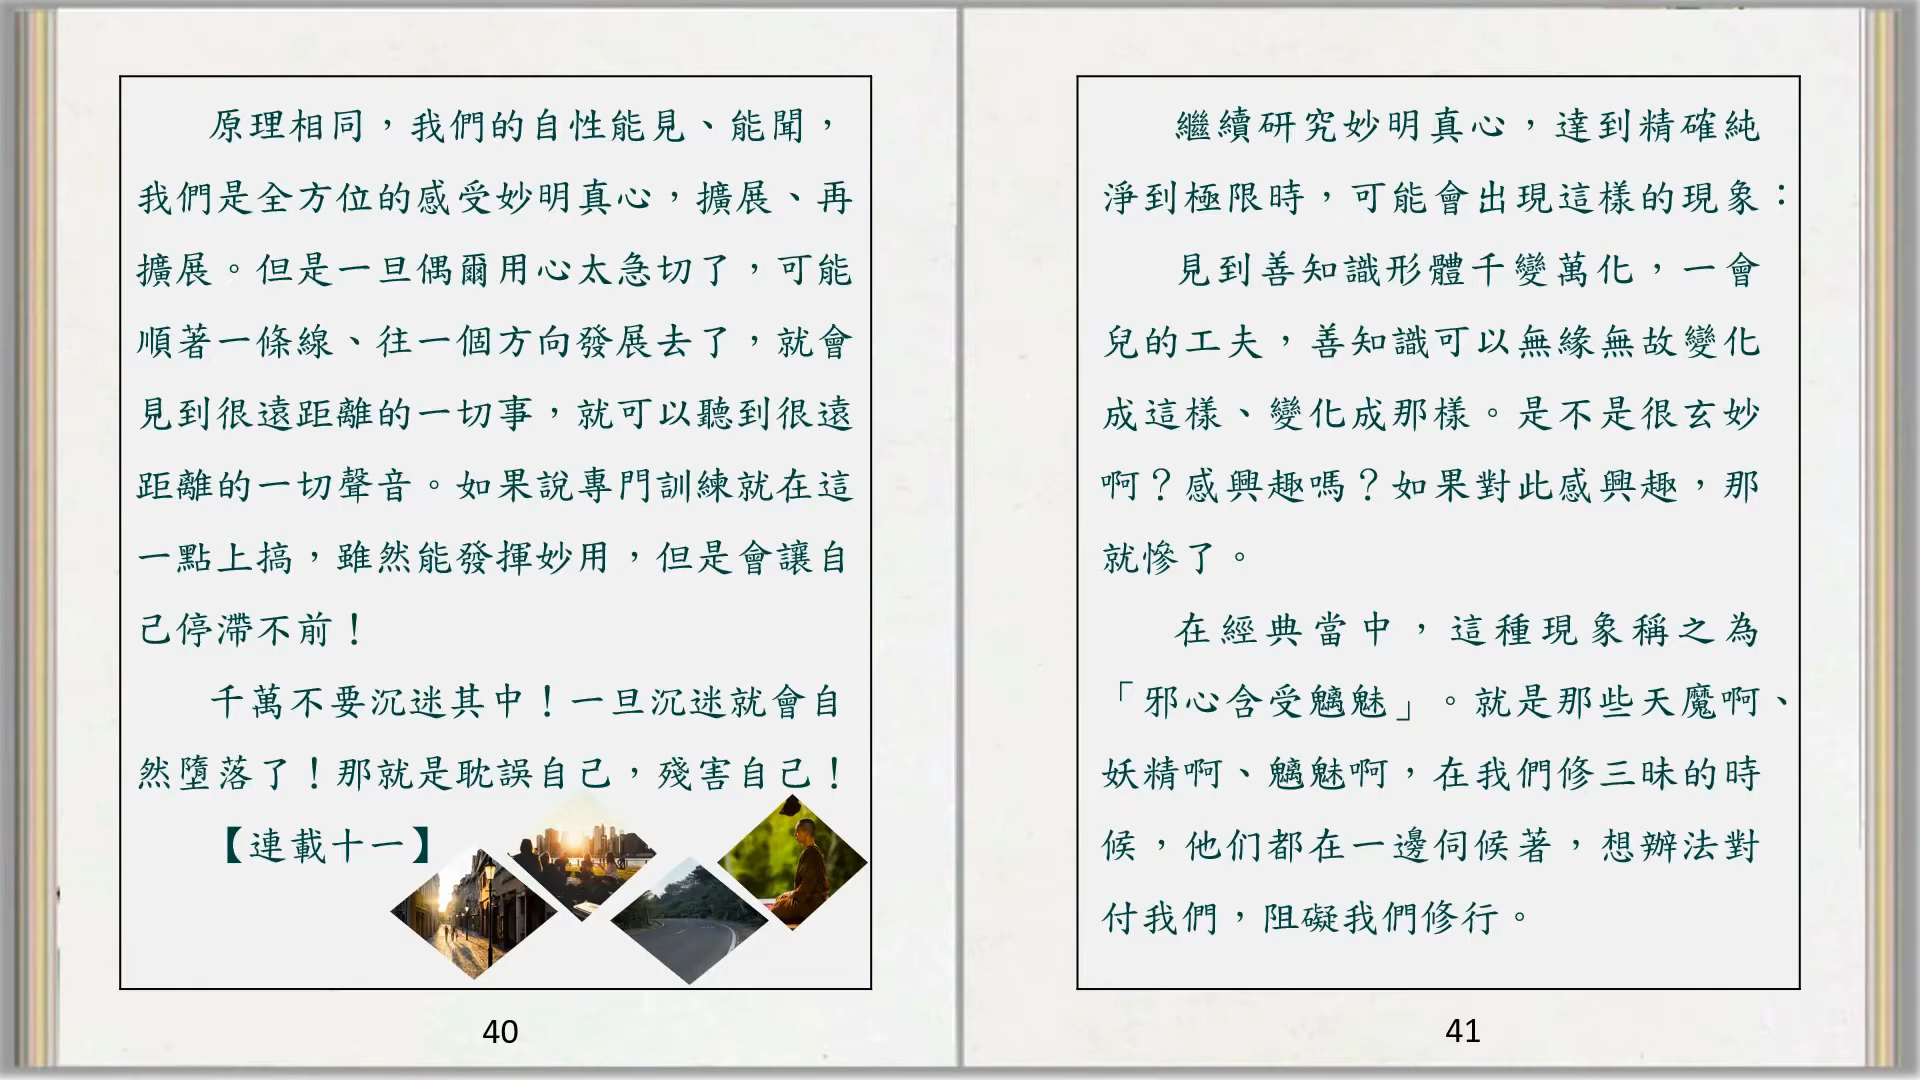 原理相同，我們的自性能見、能聞，
我們是全方位的感受妙明真心，擴展、再
擴展。但是一旦偶爾用心太急切了，可能
順著一條線、往一個方向發展去了，就會
見到很遠距離的一切事，就可以聽到很遠
距離的一切聲音。如果說專門訓練就在這
一點上搞，雖然能發揮妙用，但是會讓自
己停滯不前！
千萬不要沉迷其中！一旦沉迷就會自
然墮落了！那就是耽誤自己，殘害自己！
【連載十一】
40
繼續研究妙明真心，達到精確純
淨到極限時，可能會出現這樣的現象：
見到善知識形體千變萬化，一會
兒的工夫，善知識可以無緣無故變化
成這樣、變化成那樣。是不是很玄妙
啊？感興趣嗎？如果對此感興趣，那
就慘了。
在經典當中，這種現象稱之為
「邪心含受魑魅」。就是那些天魔啊、
妖精啊、魑魅啊，在我們修三昧的時
候，他们都在一邊伺候著，想辦法對
付我們，阻礙我們修行。
41